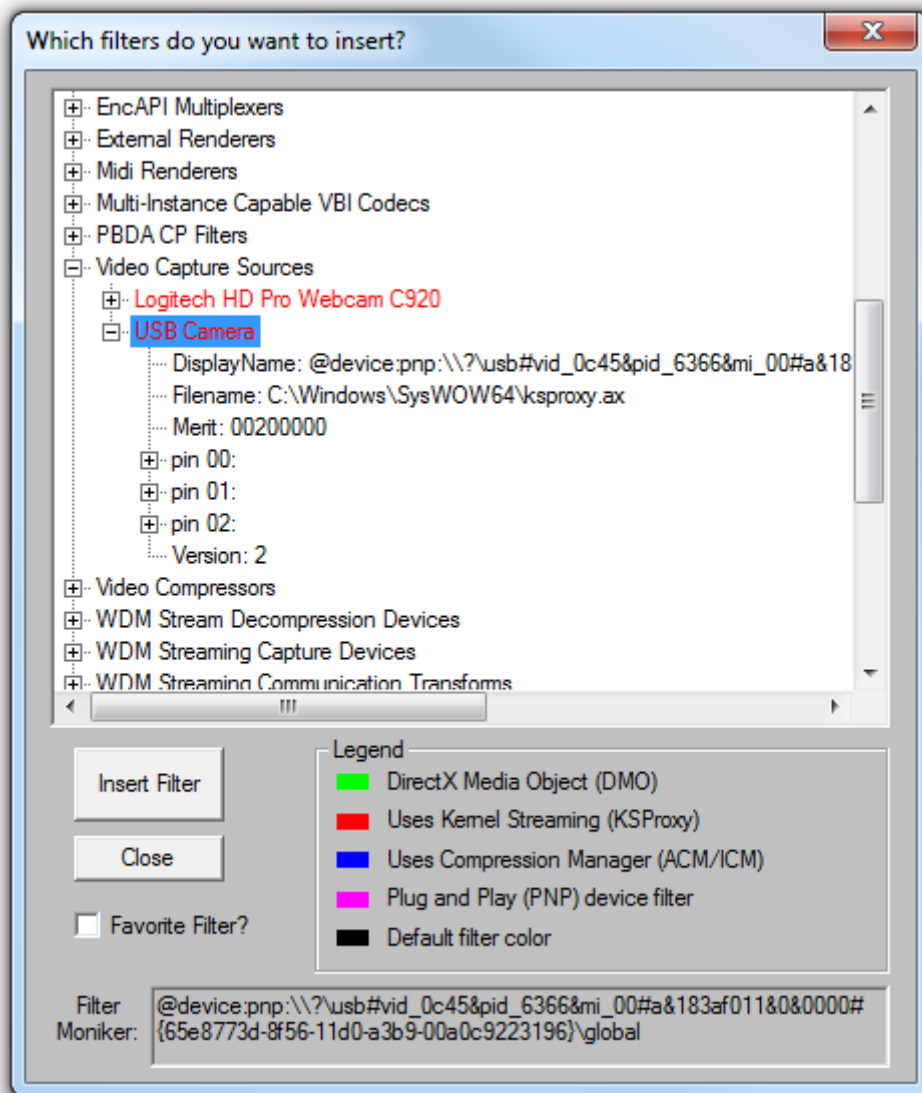 Which filters do you want to insert?
EncAPI Multiplexers
External Renderers
Midi Renderers
Multi-Instance Capable VBI Codecs
PBDA CP Filters
Video Capture Sources
Logitech HD Pro Webcam C920
USB Camera
DisplayName: @device:pnp:\\?\usb#vid_0c45&pid_6366&mi_00#a&18
Filename: C:\Windows\SysWOW64\ksproxy.ax
Merit: 00200000
pin 00:
pin 01:
pin 02:
Version: 2
Video Compressors
WDM Stream Decompression Devices
WDM Streaming Capture Devices
WDM Streaming Communication Transforms
Insert Filter
Close
Favorite Filter?
Legend
DirectX Media Object (DMO)
Uses Kernel Streaming (KSProxy)
Uses Compression Manager (ACM/ICM)
Plug and Play (PNP) device filter
Default filter color
Filter Moniker:
@device:pnp:\\?\usb#vid_0c45&pid_6366&mi_00#a&183af011&0&0000#
{65e8773d-8f56-11d0-a3b9-00a0c9223196}\global